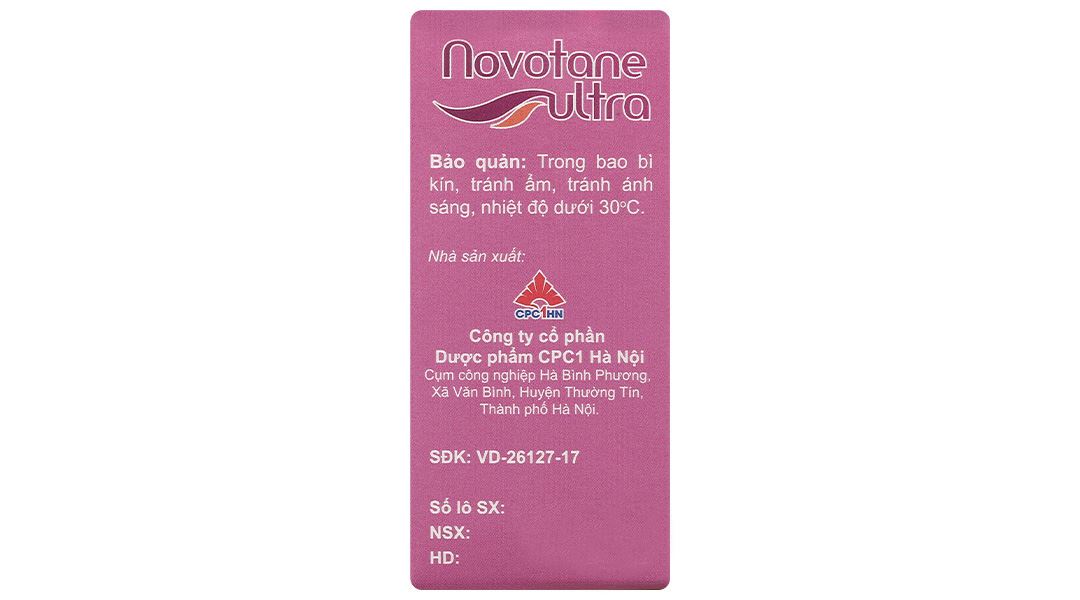 Novotane
ultra
Bảo quản: Trong bao bì
kín, tránh ẩm, tránh ánh
sáng, nhiệt độ dưới 30ºC.
Nhà sản xuất:
CPC1HN
Công ty cổ phần
Dược phẩm CPC1 Hà Nội
Cụm công nghiệp Hà Bình Phương,
Xã Văn Bình, Huyện Thường Tín,
Thành phố Hà Nội.
SĐK: VD-26127-17
Số lô SX:
NSX:
HD: